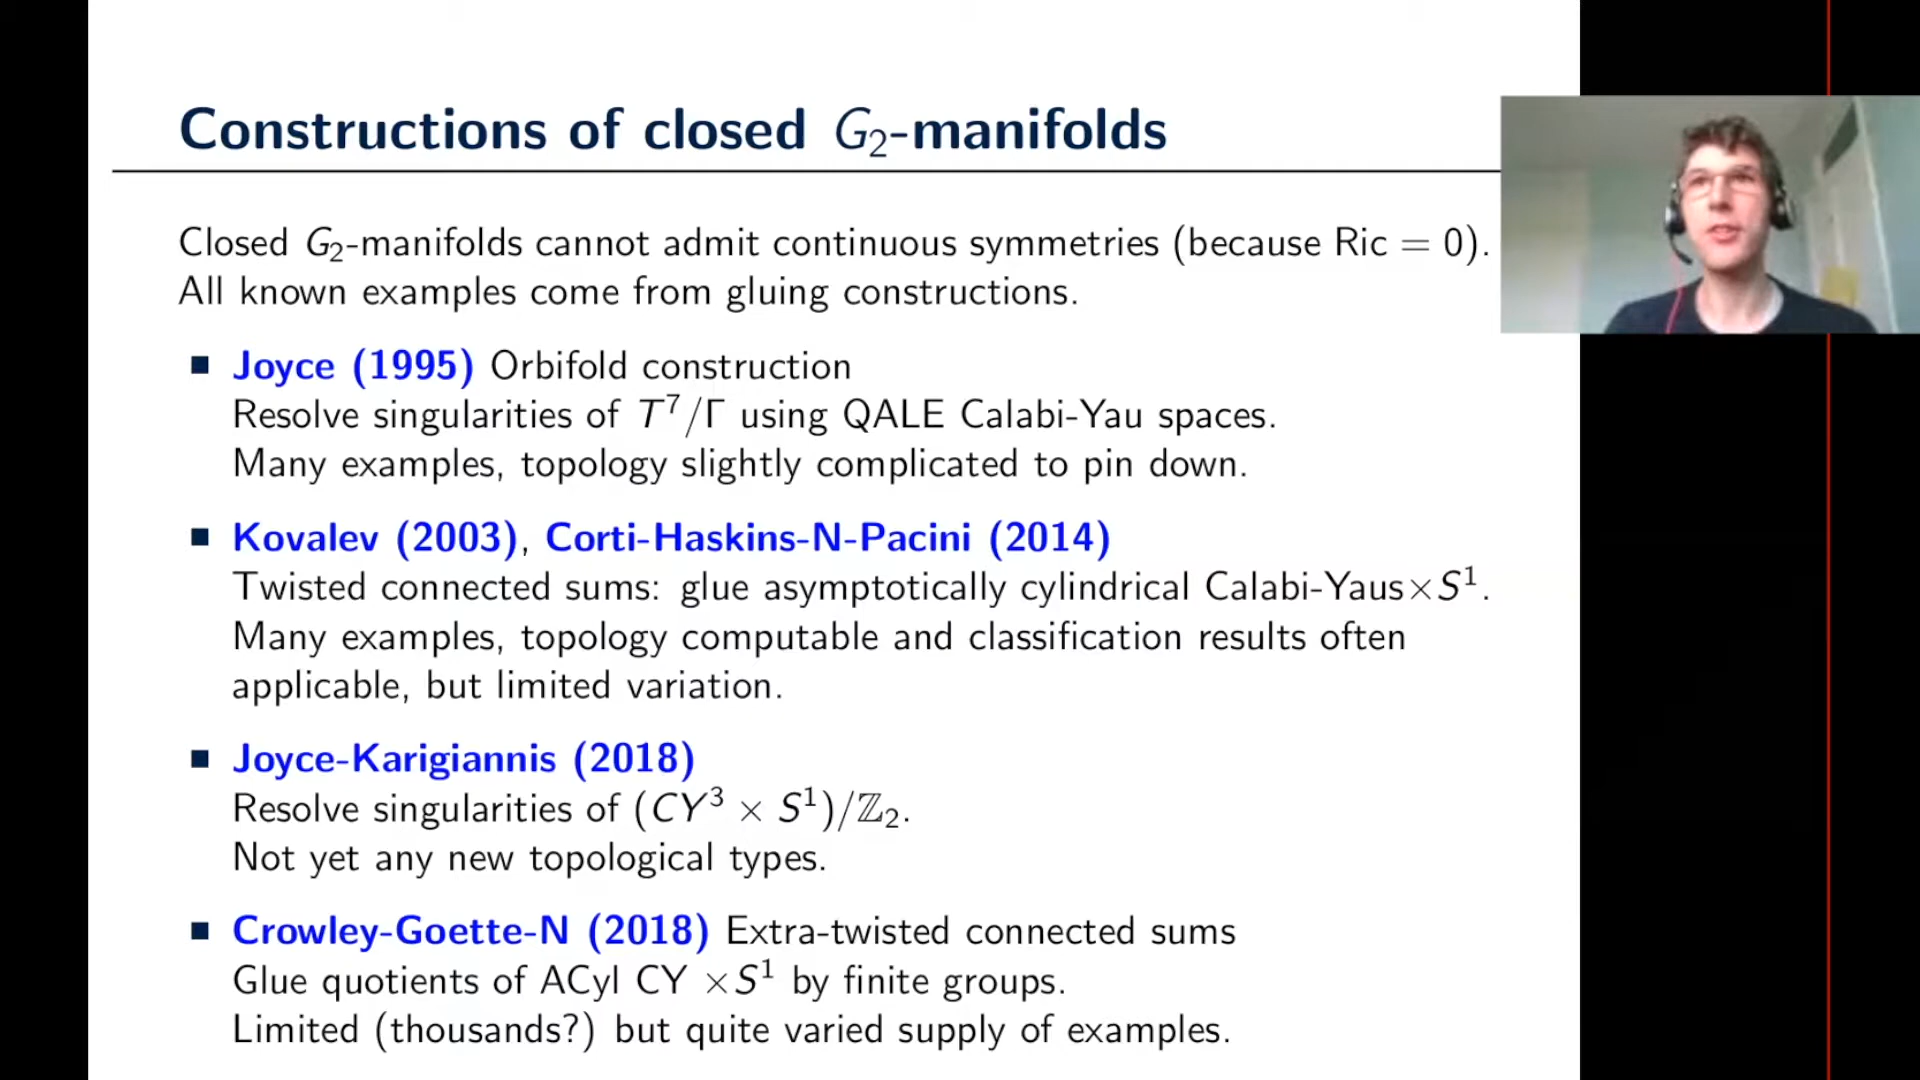 Constructions of closed G₂-manifolds
Closed G₂-manifolds cannot admit continuous symmetries (because Ric = 0).
All known examples come from gluing constructions.
■ Joyce (1995) Orbifold construction
Resolve singularities of T⁷/Γ using QALE Calabi-Yau spaces.
Many examples, topology slightly complicated to pin down.
■ Kovalev (2003), Corti-Haskins-N-Pacini (2014)
Twisted connected sums: glue asymptotically cylindrical Calabi-Yaus×S¹.
Many examples, topology computable and classification results often
applicable, but limited variation.
■ Joyce-Karigiannis (2018)
Resolve singularities of (CY³ × S¹)/ℤ₂.
Not yet any new topological types.
■ Crowley-Goette-N (2018) Extra-twisted connected sums
Glue quotients of ACyl CY ×S¹ by finite groups.
Limited (thousands?) but quite varied supply of examples.